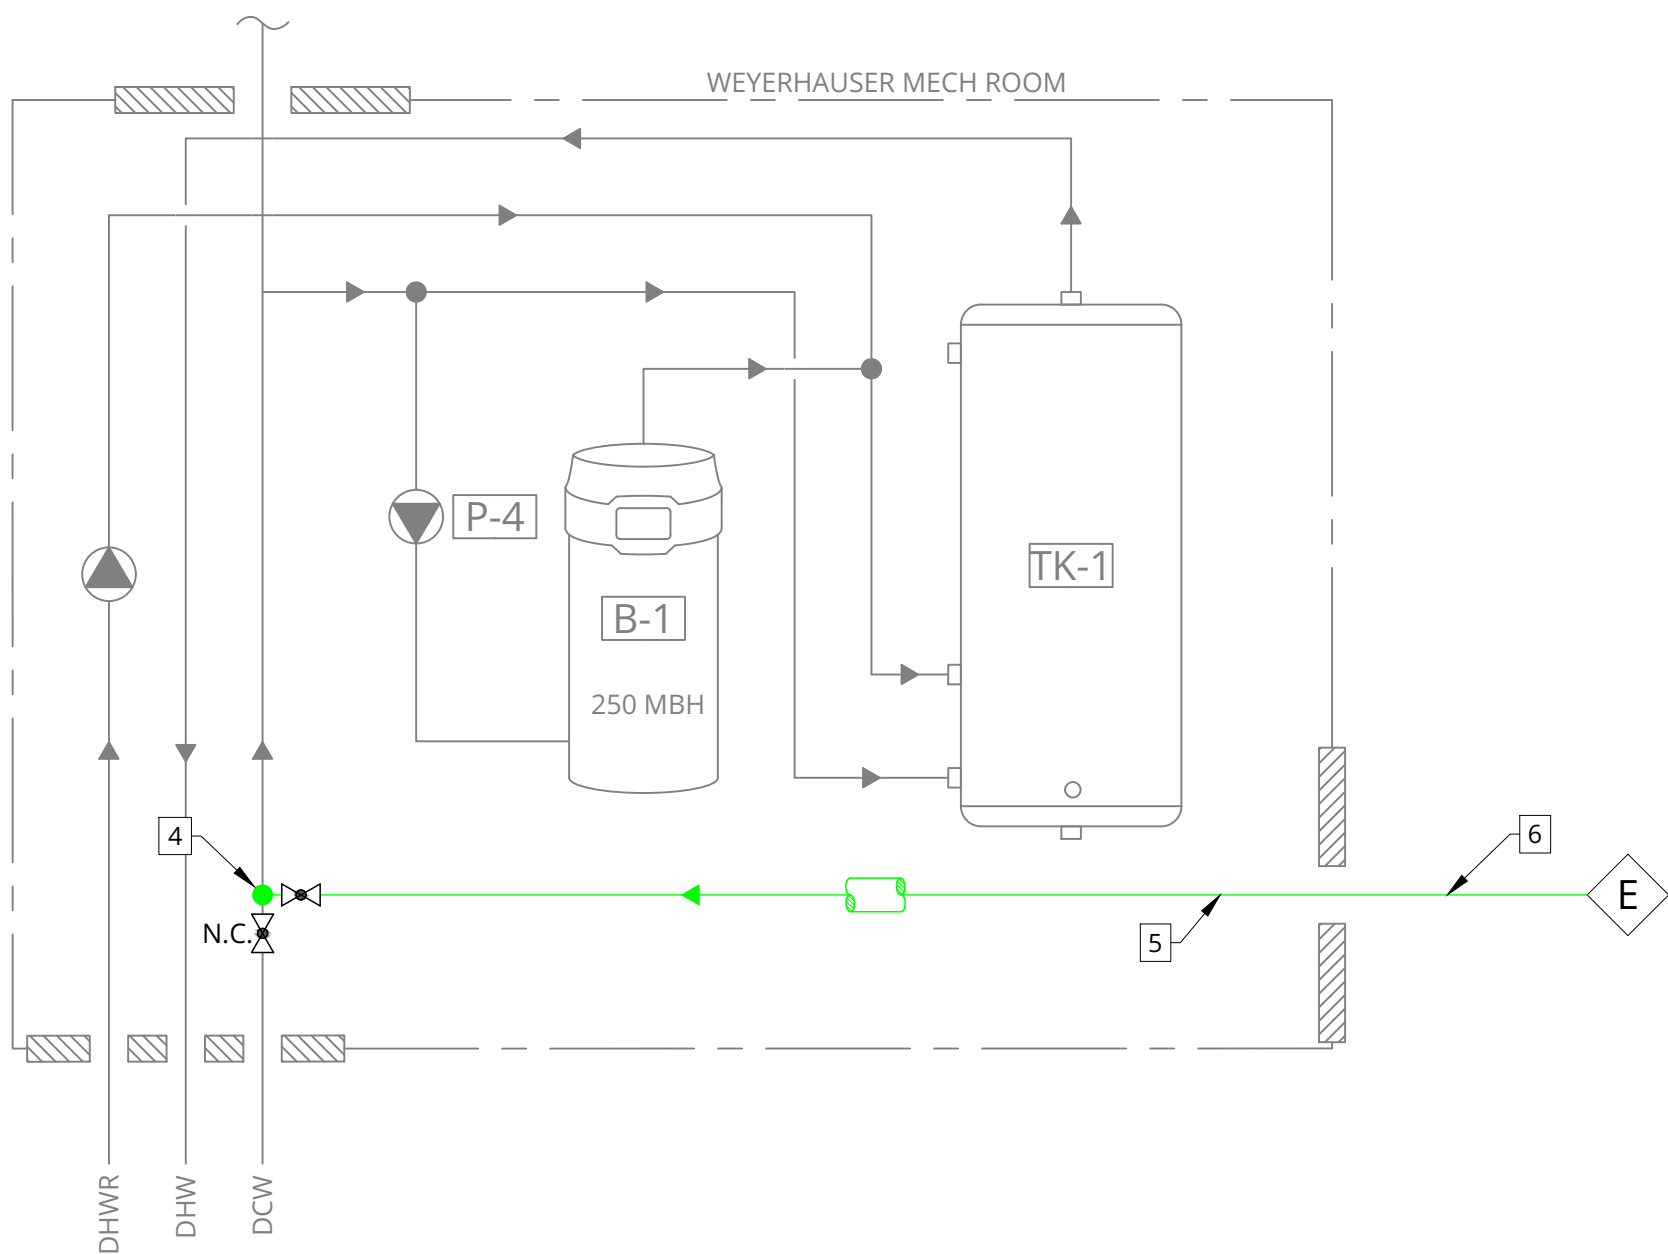 WEYERHAUSER MECH ROOM
P-4
TK-1
B-1
250 MBH
4
6
E
N.C.
5
DHWR
DHW
DCW